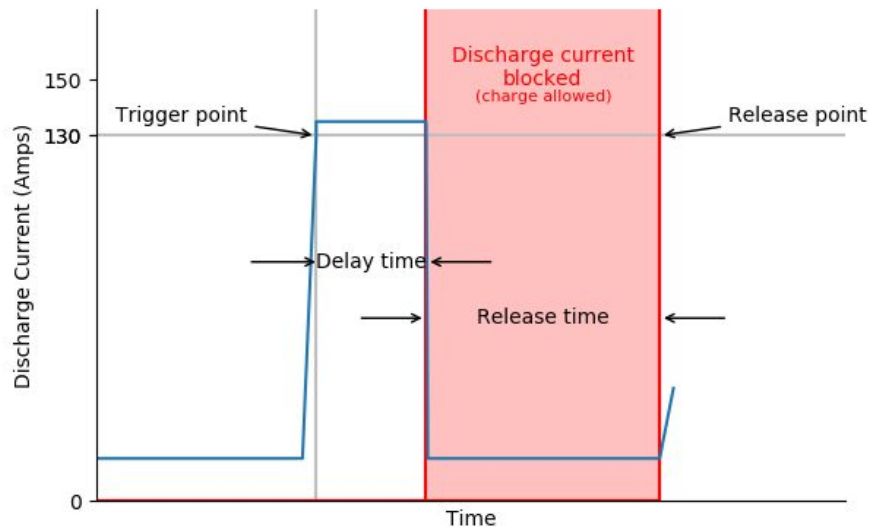 Discharge current
blocked
(charge allowed)
150
Trigger point
Release point
130
Discharge Current (Amps)
Delay time
Release time
0
Time